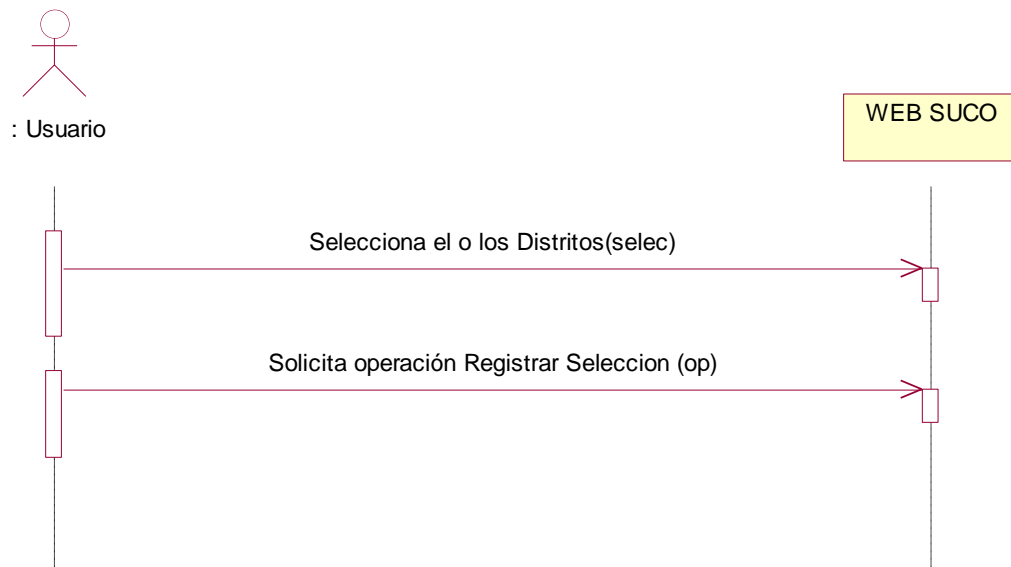 : Usuario
WEB SUCO
Selecciona el o los Distritos(selec)
Solicita operación Registrar Seleccion (op)